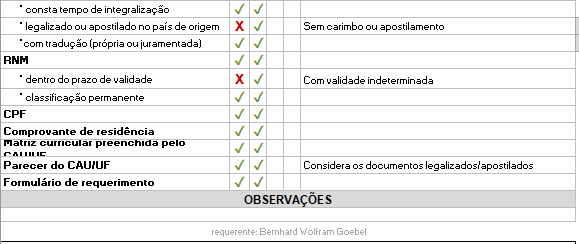 * consta tempo de integralização ✓ ✓
* legalizado ou apostilado no país de origem X ✓ Sem carimbo ou apostilamento
* com tradução (própria ou juramentada) ✓ ✓
RNM ✓ ✓
* dentro do prazo de validade X ✓ Com validade indeterminada
* classificação permanente ✓ ✓
CPF ✓ ✓
Comprovante de residência ✓ ✓
Matriz curricular preenchida pelo
CAU/UF ✓ ✓
Parecer do CAU/UF ✓ ✓ Considera os documentos legalizados/apostilados
Formulário de requerimento ✓ ✓
OBSERVAÇÕES
requerente: Bernhard Wolfram Goebel